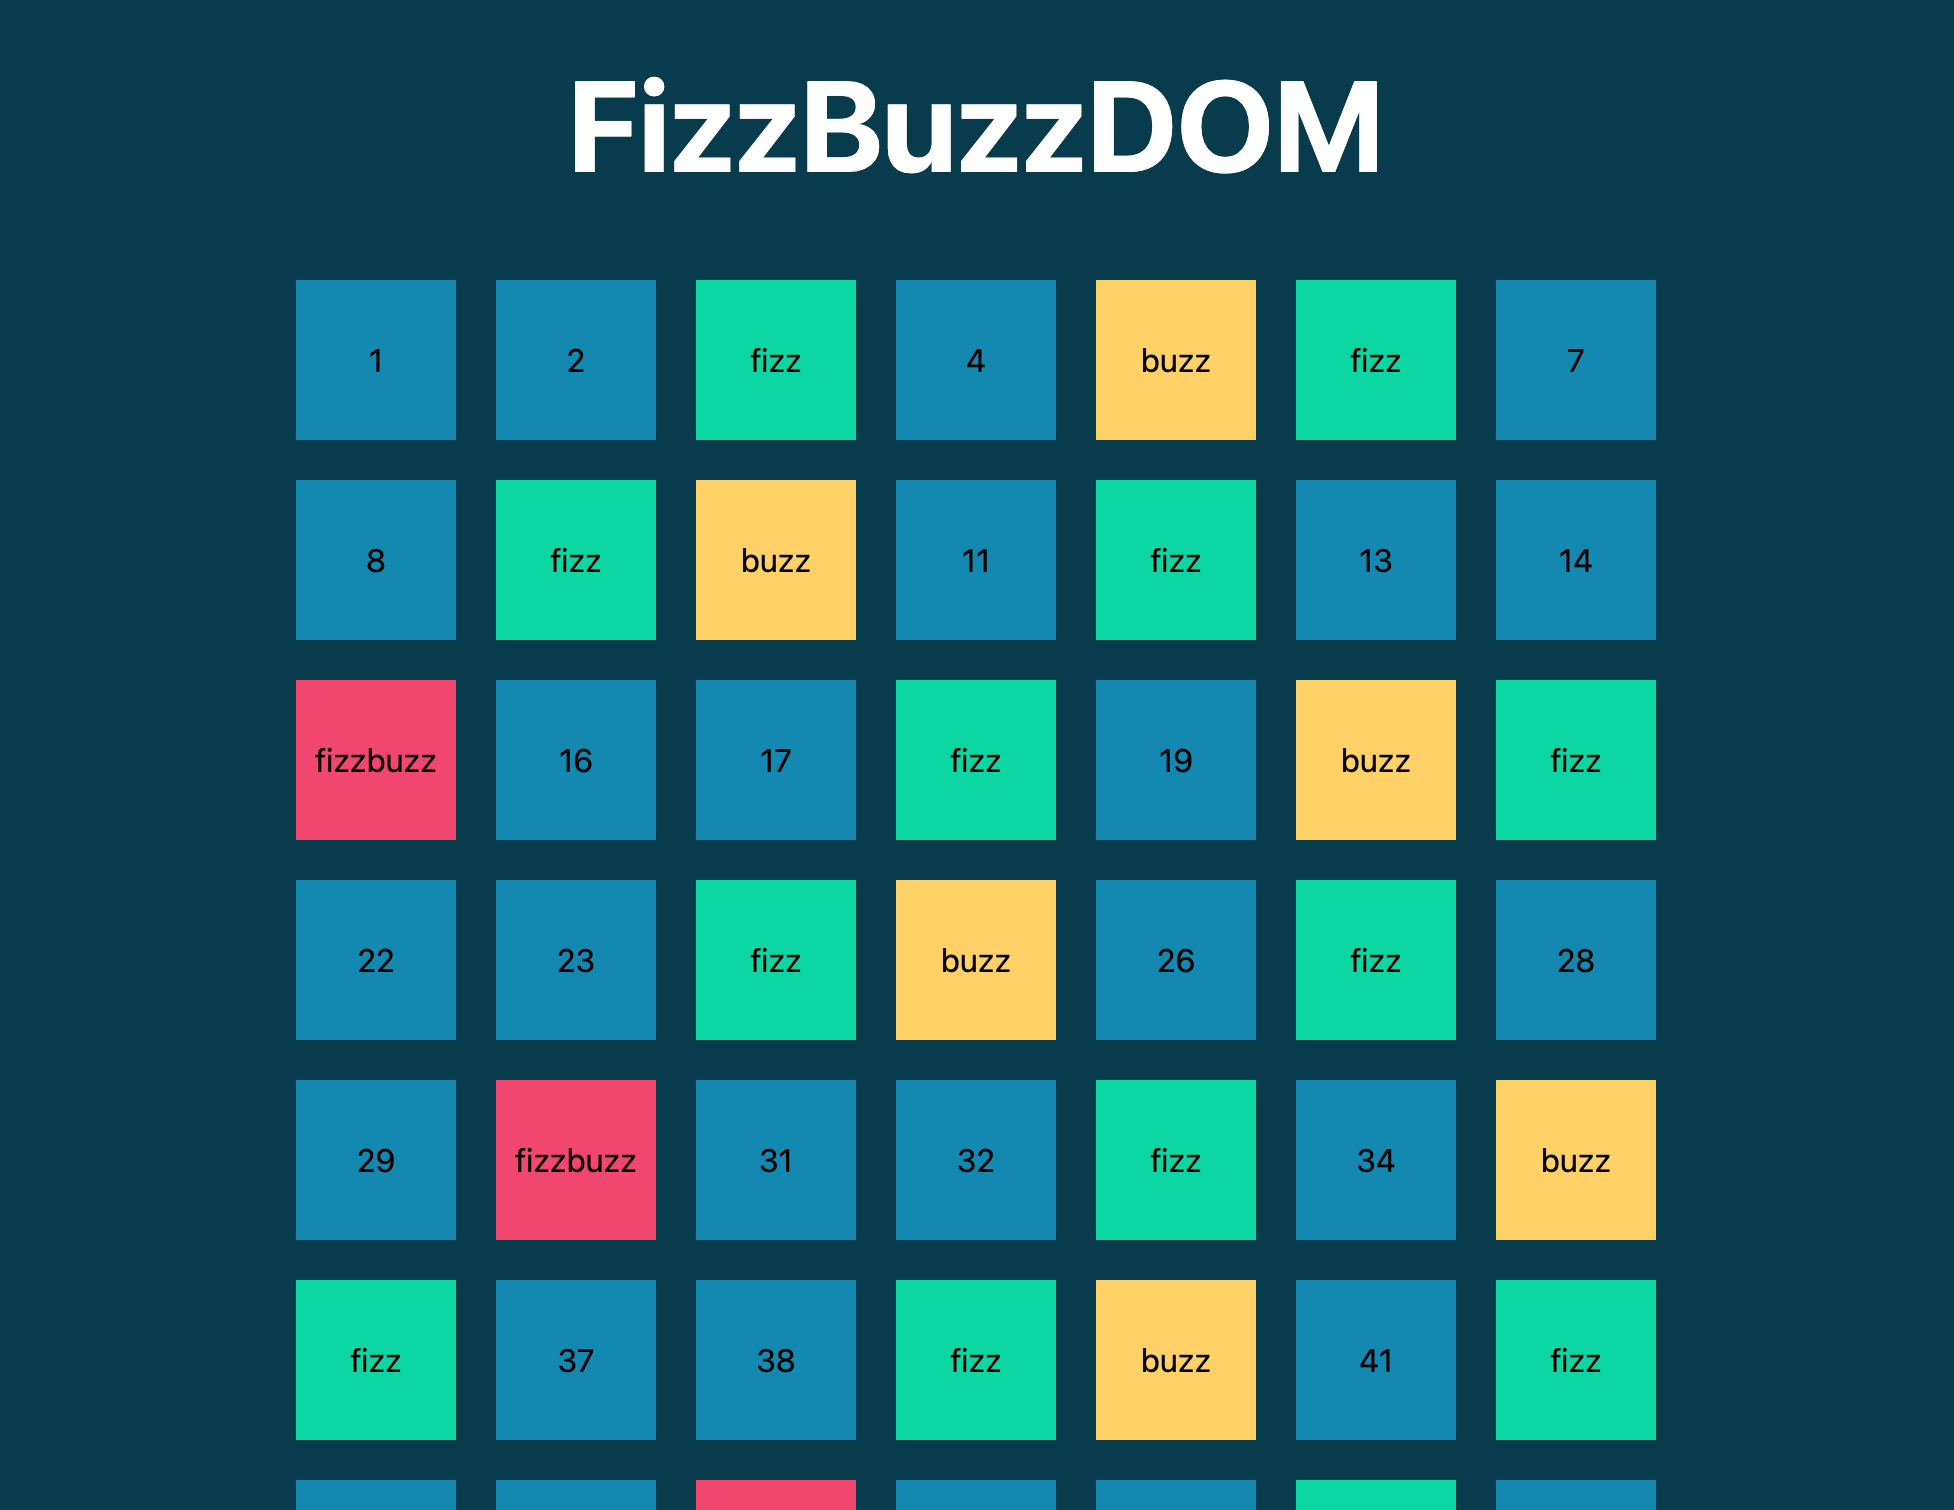 FizzBuzzDOM
1 2 fizz 4 buzz fizz 7
8 fizz buzz 11 fizz 13 14
fizzbuzz 16 17 fizz 19 buzz fizz
22 23 fizz buzz 26 fizz 28
29 fizzbuzz 31 32 fizz 34 buzz
fizz 37 38 fizz buzz 41 fizz